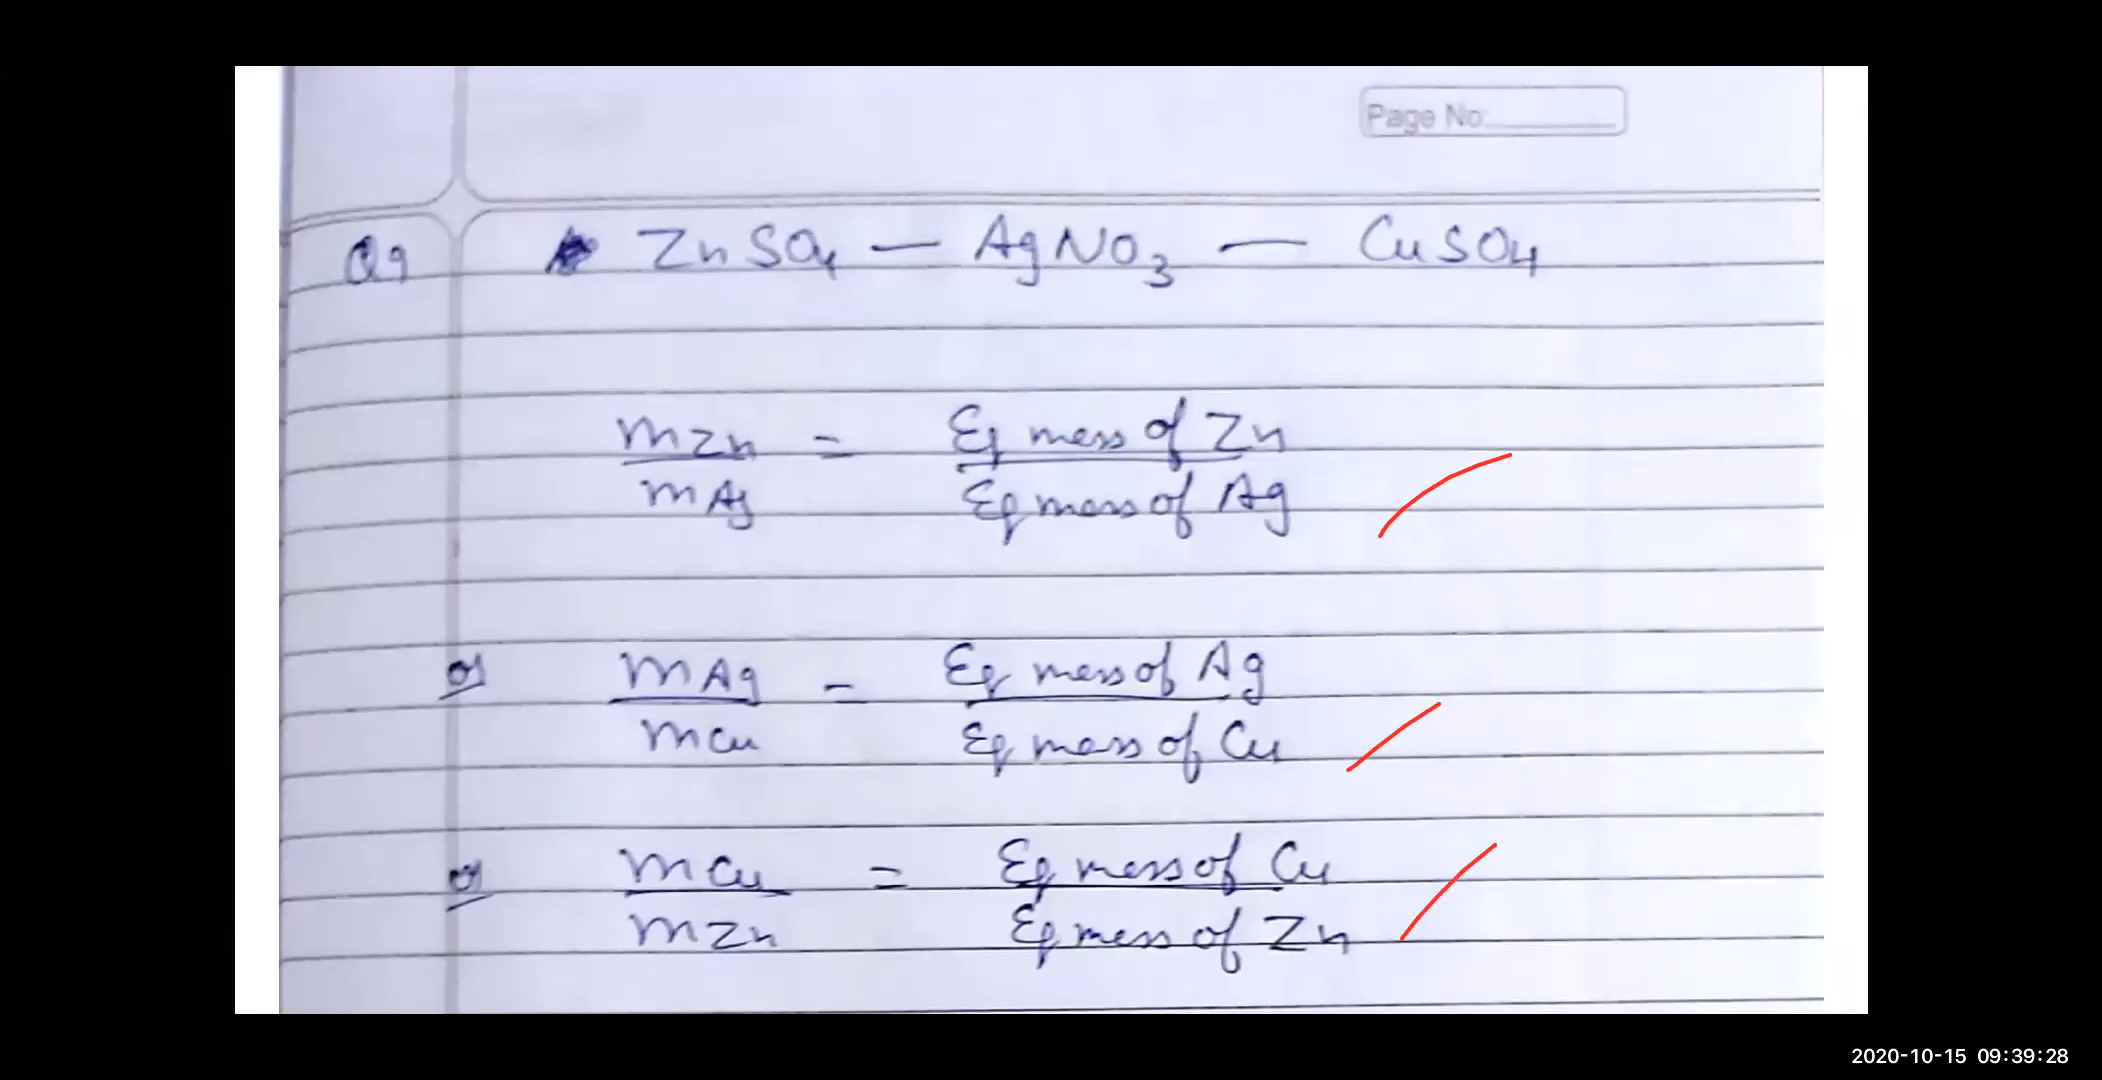 Page No:
Q9 ZnSO4 — AgNO3 — CuSO4
mZn = Eq mass of Zn
mAg Eq mass of Ag
or mAg = Eq mass of Ag
mCu Eq mass of Cu
or mCu = Eq mass of Cu
mZn Eq mass of Zn
2020-10-15 09:39:28